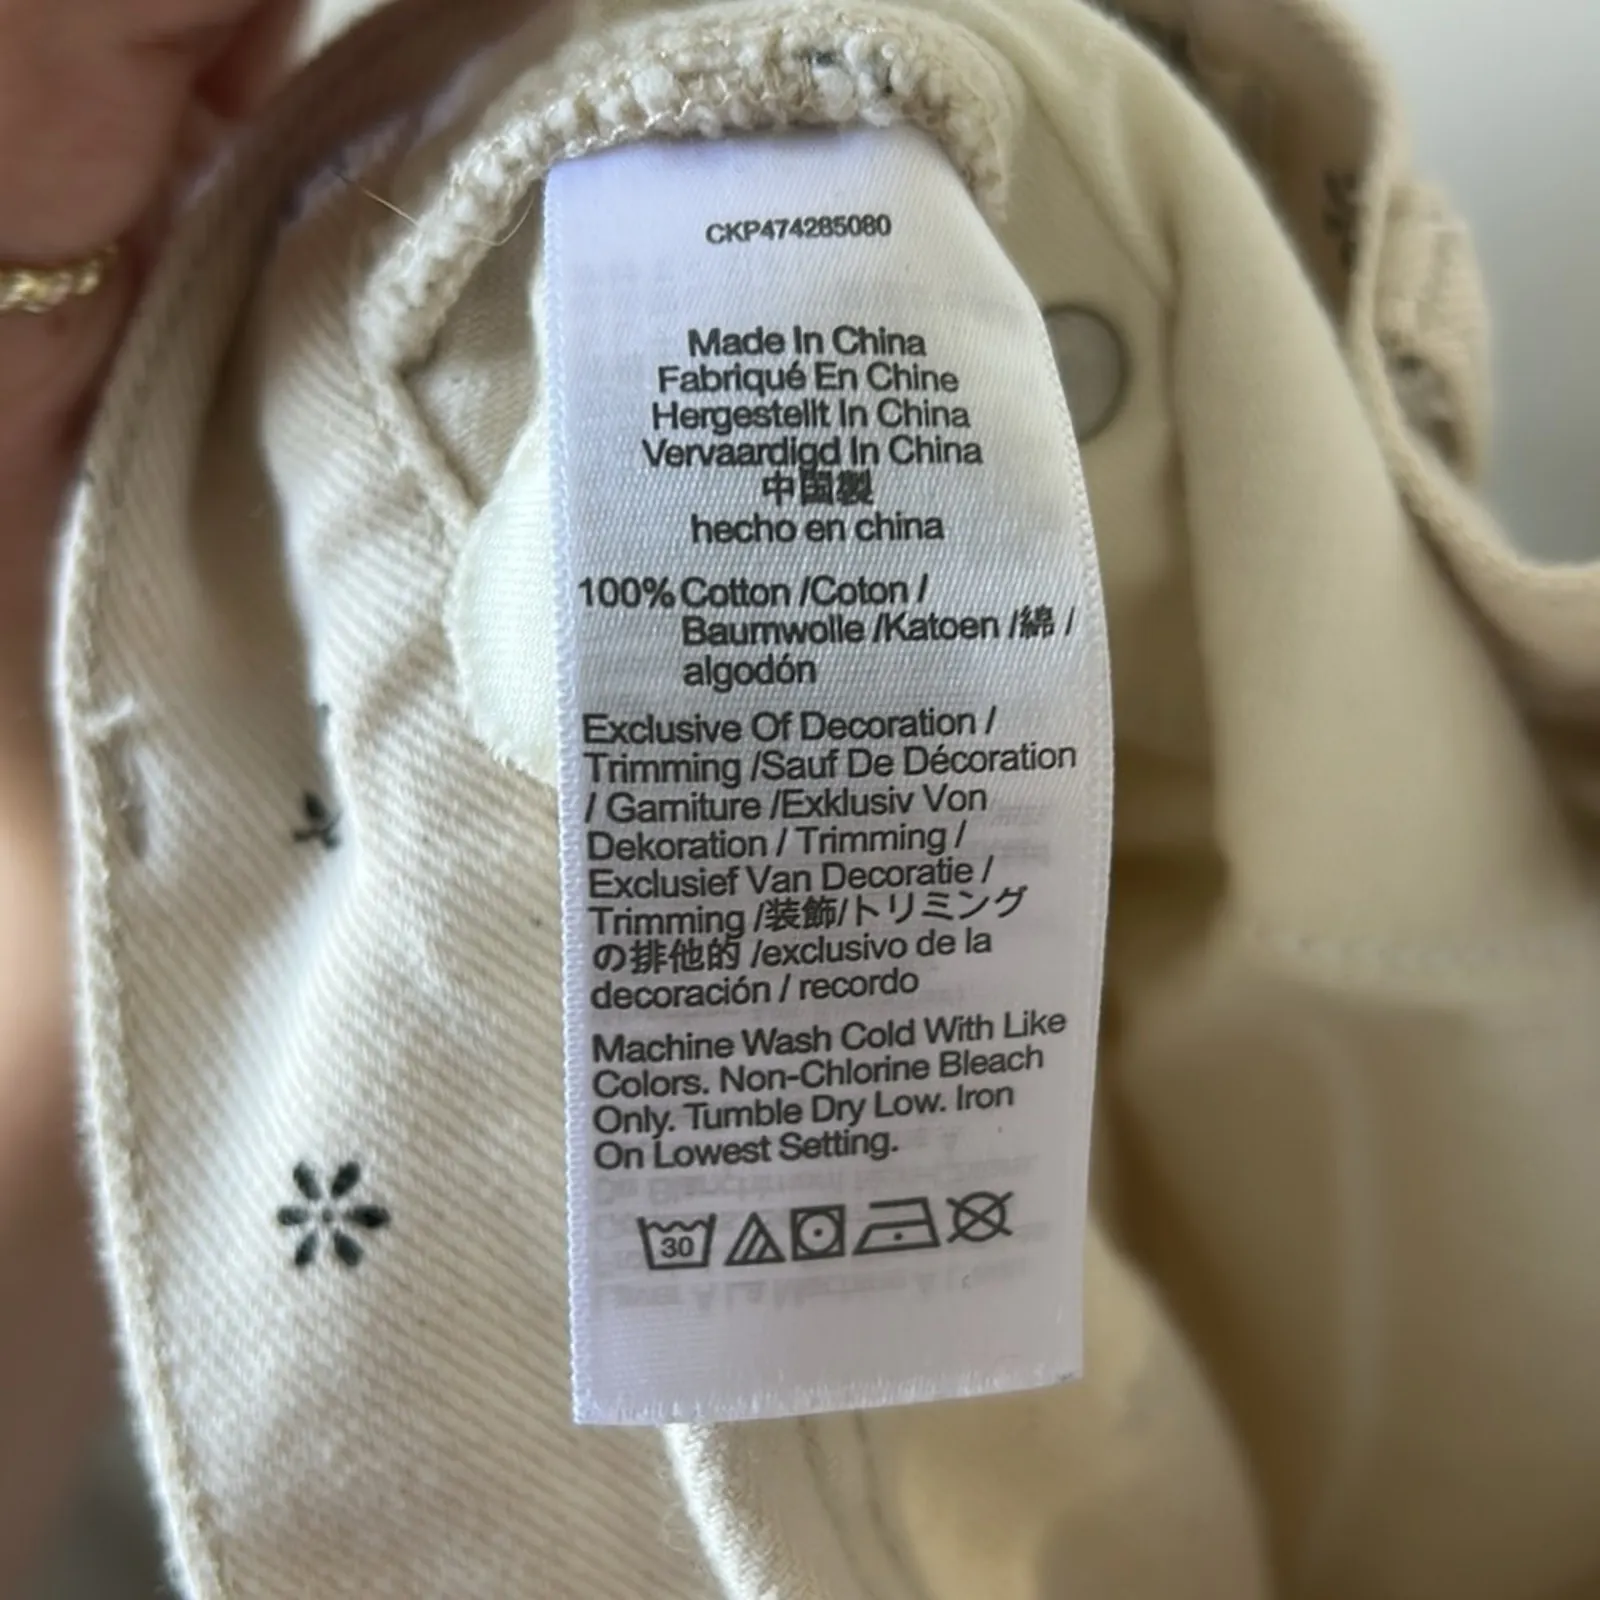 CKP474285080
Made In China
Fabriqué En Chine
Hergestellt In China
Vervaardigd In China
中国製
hecho en china
100% Cotton /Coton /
Baumwolle /Katoen /綿 /
algodón
Exclusive Of Decoration /
Trimming /Sauf De Décoration
/ Garniture /Exklusiv Von
Dekoration / Trimming /
Exclusief Van Decoratie /
Trimming /装飾/トリミング
の排他的 /exclusivo de la
decoración / recordo
Machine Wash Cold With Like
Colors. Non-Chlorine Bleach
Only. Tumble Dry Low. Iron
On Lowest Setting.
30